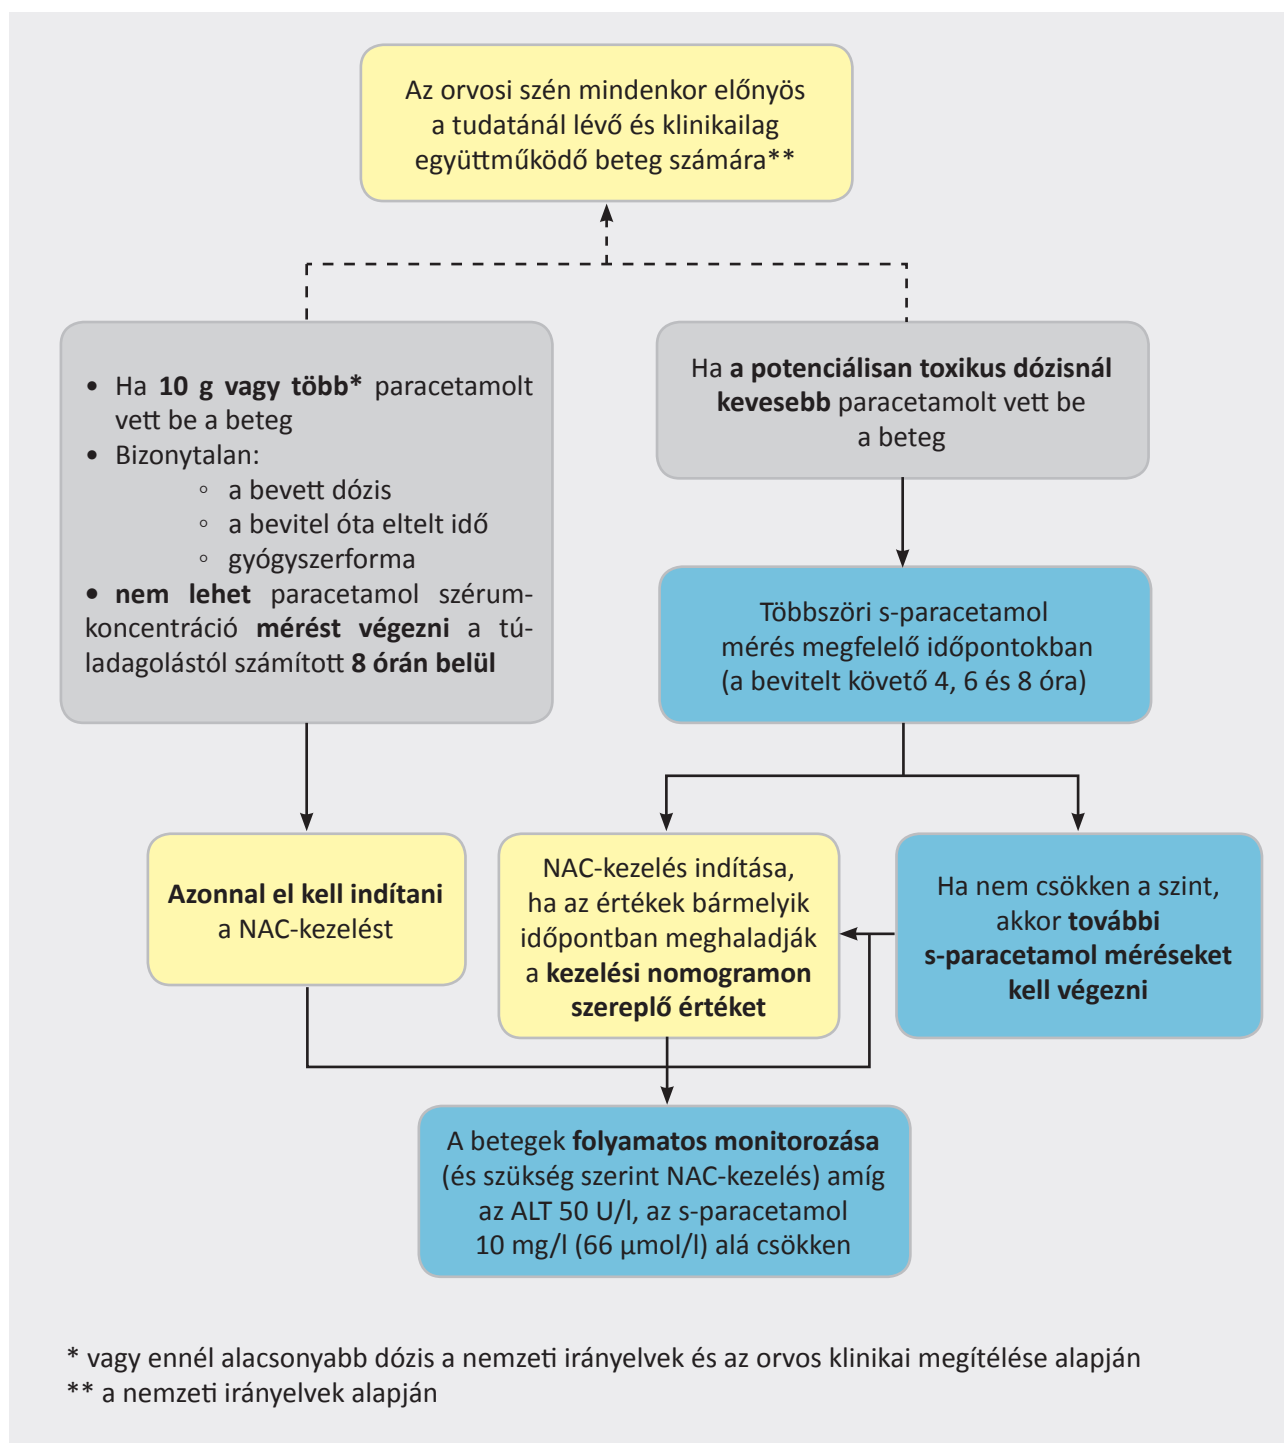 Az orvosi szén mindenkor előnyös
a tudatánál lévő és klinikailag
együttműködő beteg számára**
• Ha 10 g vagy több* paracetamolt
vett be a beteg
• Bizonytalan:
◦ a bevett dózis
◦ a bevitel óta eltelt idő
◦ gyógyszerforma
• nem lehet paracetamol szérum-
koncentráció mérést végezni a tú-
ladagolástól számított 8 órán belül
Ha a potenciálisan toxikus dózisnál
kevesebb paracetamolt vett be
a beteg
Többszöri s-paracetamol
mérés megfelelő időpontokban
(a bevitelt követő 4, 6 és 8 óra)
Azonnal el kell indítani
a NAC-kezelést
NAC-kezelés indítása,
ha az értékek bármelyik
időpontban meghaladják
a kezelési nomogramon
szereplő értéket
Ha nem csökken a szint,
akkor további
s-paracetamol méréseket
kell végezni
A betegek folyamatos monitorozása
(és szükség szerint NAC-kezelés) amíg
az ALT 50 U/l, az s-paracetamol
10 mg/l (66 µmol/l) alá csökken
* vagy ennél alacsonyabb dózis a nemzeti irányelvek és az orvos klinikai megítélése alapján
** a nemzeti irányelvek alapján